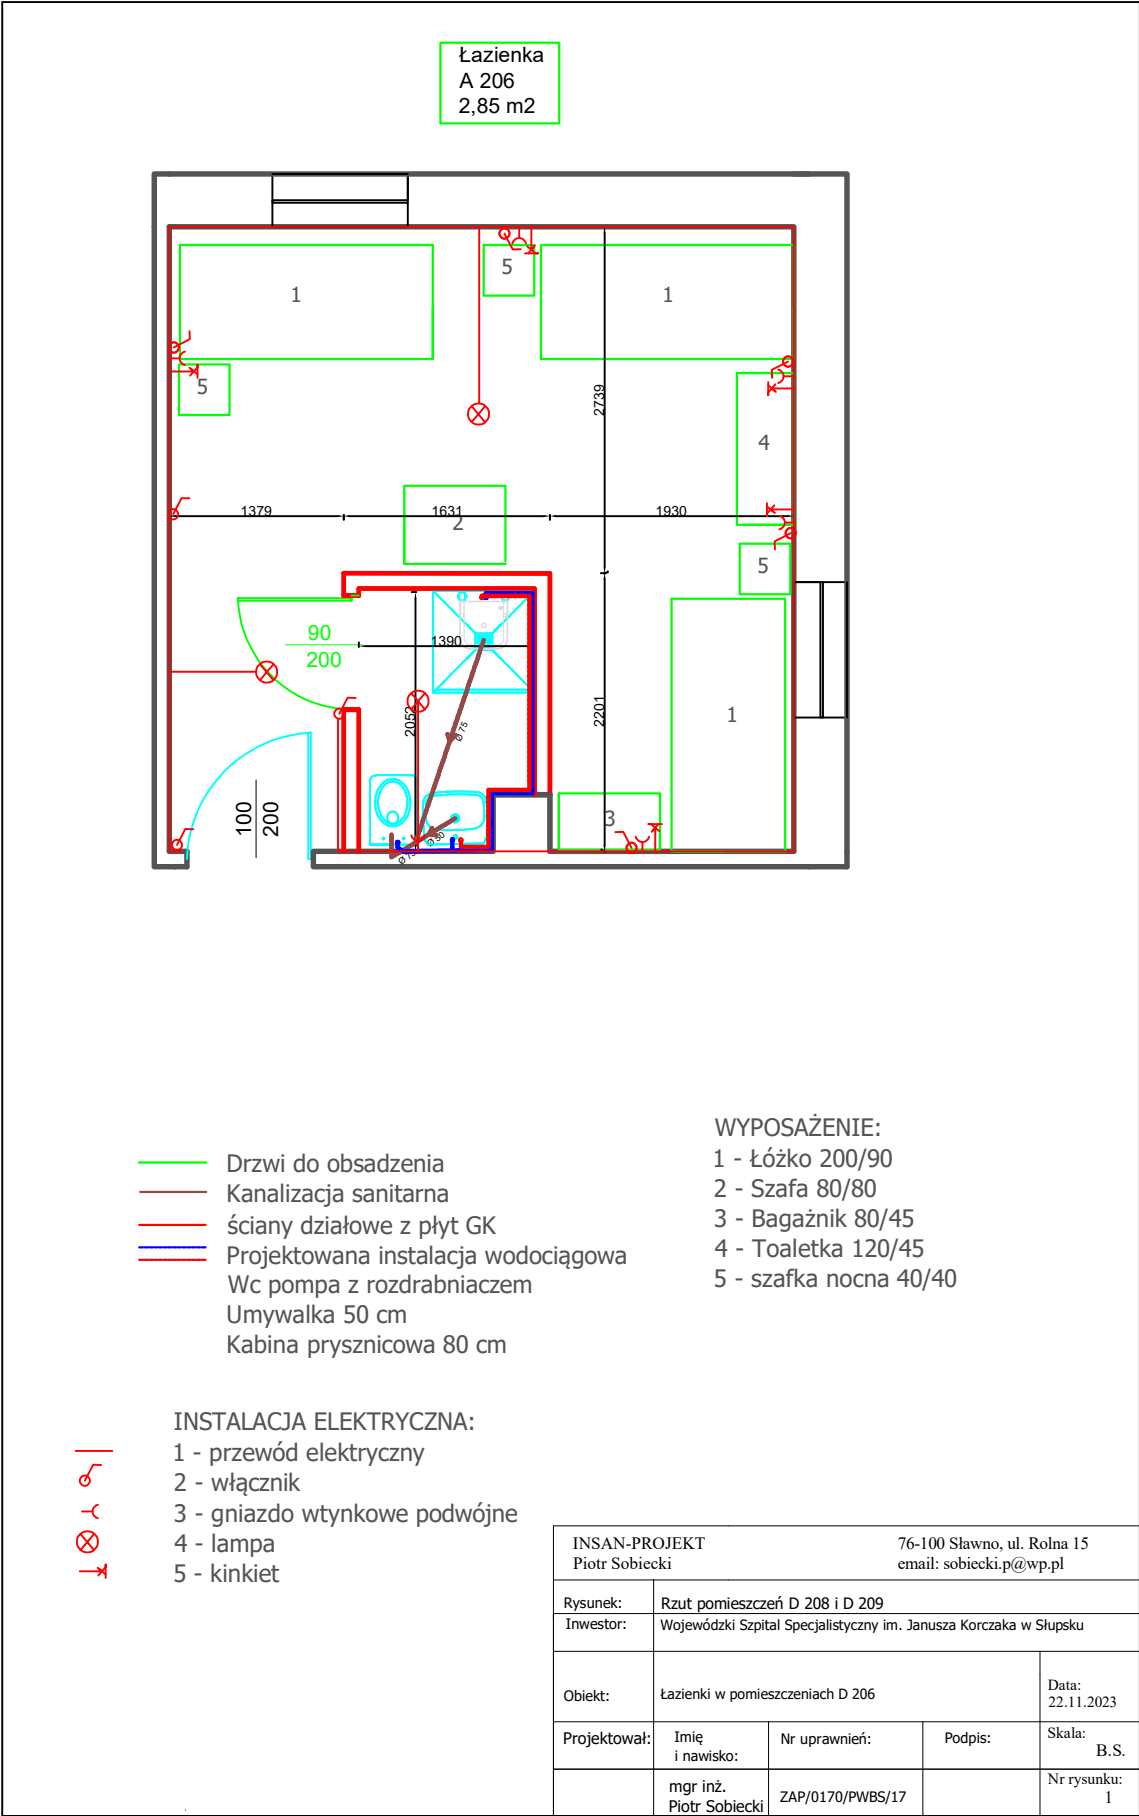 Łazienka
A 206
2,85 m2
1
5
1
5
2739
4
1379
1631
1930
2
5
90
200
1390
2052
2201
Ø 75
1
100
200
3
Ø 50
WYPOSAŻENIE:
1 - Łóżko 200/90
2 - Szafa 80/80
3 - Bagażnik 80/45
4 - Toaletka 120/45
5 - szafka nocna 40/40
Drzwi do obsadzenia
Kanalizacja sanitarna
ściany działowe z płyt GK
Projektowana instalacja wodociągowa
Wc pompa z rozdrabniaczem
Umywalka 50 cm
Kabina prysznicowa 80 cm
INSTALACJA ELEKTRYCZNA:
1 - przewód elektryczny
2 - włącznik
3 - gniazdo wtynkowe podwójne
4 - lampa
5 - kinkiet
INSAN-PROJEKT
Piotr Sobiecki
76-100 Sławno, ul. Rolna 15
email: sobiecki.p@wp.pl
Rysunek: Rzut pomieszczeń D 208 i D 209
Inwestor: Wojewódzki Szpital Specjalistyczny im. Janusza Korczaka w Słupsku
Obiekt: Łazienki w pomieszczeniach D 206
Data:
22.11.2023
Projektował:
Imię
i nawisko:
Nr uprawnień:
Podpis:
Skala:
B.S.
mgr inż.
Piotr Sobiecki
ZAP/0170/PWBS/17
Nr rysunku:
1